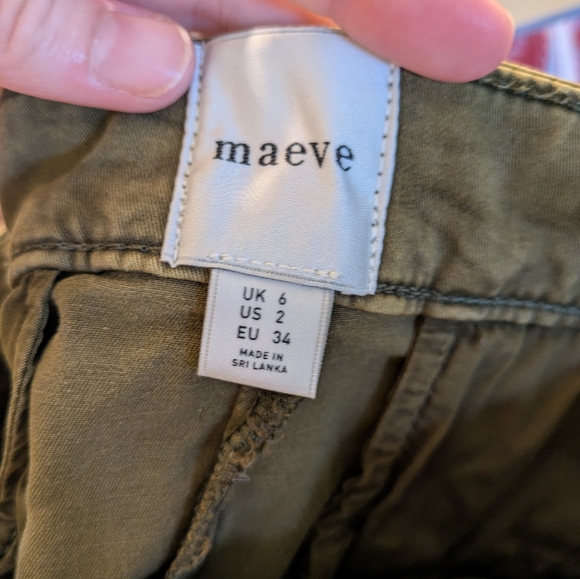 maeve
UK 6
US 2
EU 34
MADE IN
SRI LANKA